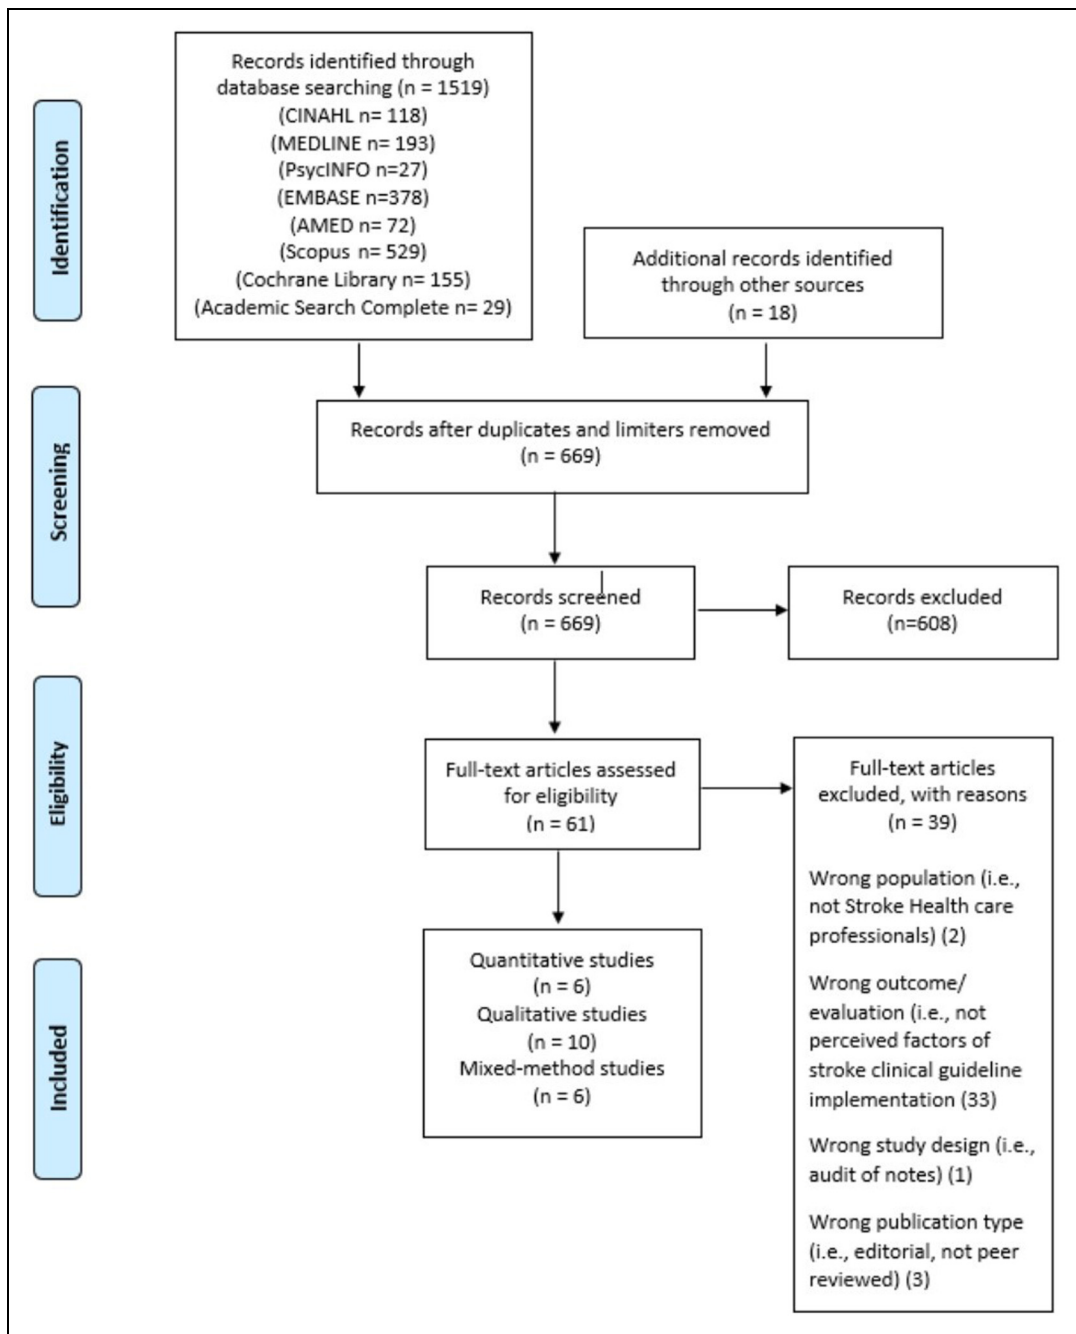 Identification
Records identified through
database searching (n = 1519)
(CINAHL n= 118)
(MEDLINE n= 193)
(PsycINFO n=27)
(EMBASE n=378)
(AMED n= 72)
(Scopus n= 529)
(Cochrane Library n= 155)
(Academic Search Complete n= 29)
Additional records identified
through other sources
(n = 18)
Screening
Records after duplicates and limiters removed
(n = 669)
Records screened
(n = 669)
Records excluded
(n=608)
Eligibility
Full-text articles assessed
for eligibility
(n = 61)
Full-text articles
excluded, with reasons
(n = 39)
Wrong population (i.e.,
not Stroke Health care
professionals) (2)
Wrong outcome/
evaluation (i.e., not
perceived factors of
stroke clinical guideline
implementation (33)
Wrong study design (i.e.,
audit of notes) (1)
Wrong publication type
(i.e., editorial, not peer
reviewed) (3)
Included
Quantitative studies
(n = 6)
Qualitative studies
(n = 10)
Mixed-method studies
(n = 6)